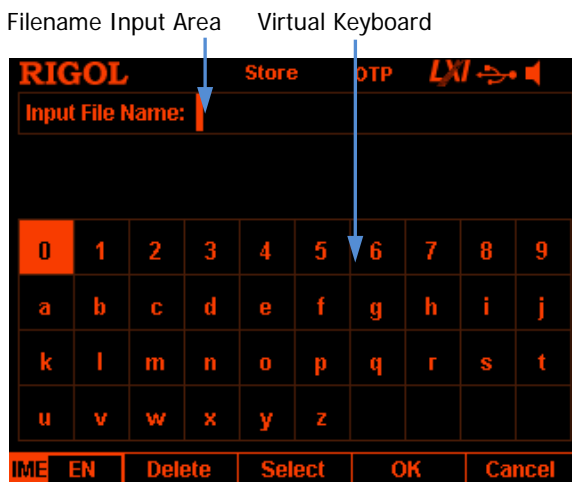 Filename Input Area Virtual Keyboard
RIGOL Store OTP LXI
Input File Name:
0 1 2 3 4 5 6 7 8 9
a b c d e f g h i j
k l m n o p q r s t
u v w x y z
IME EN Delete Select OK Cancel